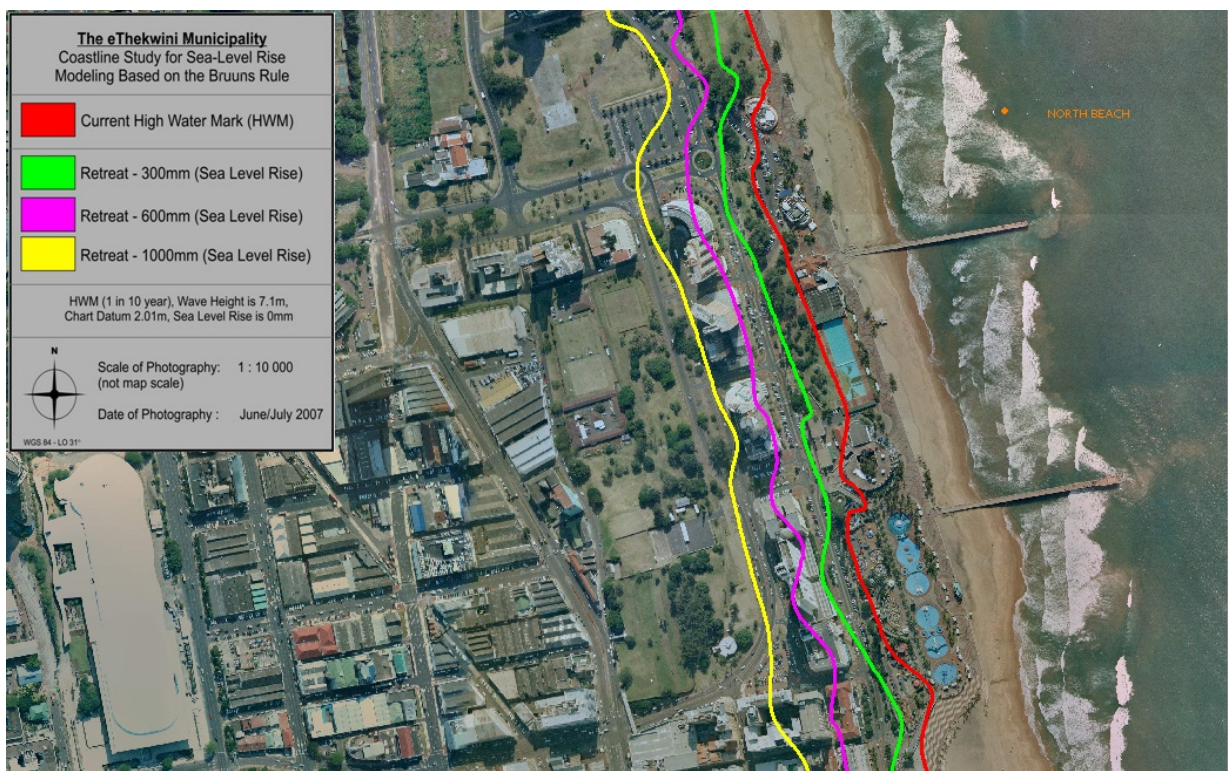 The eThekwini Municipality
Coastline Study for Sea-Level Rise
Modeling Based on the Bruuns Rule
Current High Water Mark (HWM)
Retreat - 300mm (Sea Level Rise)
Retreat - 600mm (Sea Level Rise)
Retreat - 1000mm (Sea Level Rise)
HWM (1 in 10 year), Wave Height is 7.1m,
Chart Datum 2.01m, Sea Level Rise is 0mm
N
Scale of Photography: 1 : 10 000
(not map scale)
Date of Photography : June/July 2007
WGS 84 - LO 31°
NORTH BEACH